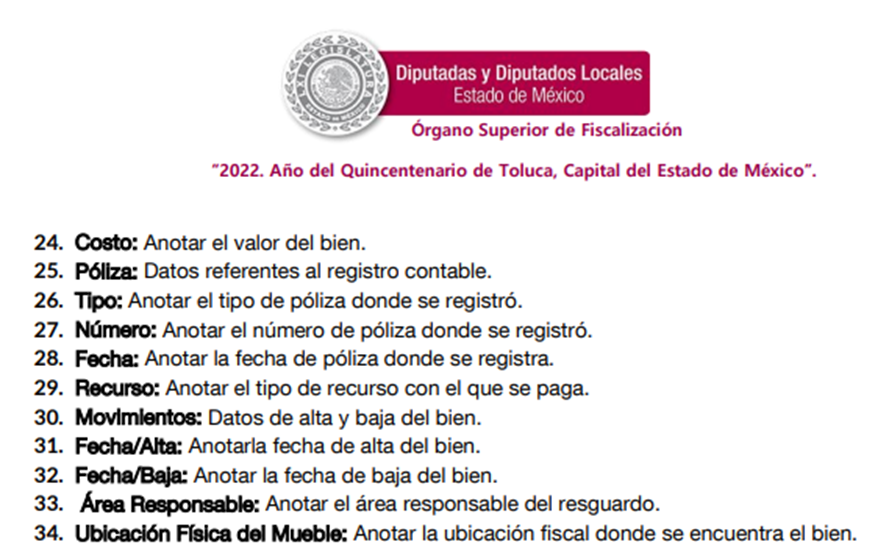 LXI LEGISLATURA
ESTADO DE MÉXICO
Diputadas y Diputados Locales
Estado de México
Órgano Superior de Fiscalización
“2022. Año del Quincentenario de Toluca, Capital del Estado de México”.
24. Costo: Anotar el valor del bien.
25. Póliza: Datos referentes al registro contable.
26. Tipo: Anotar el tipo de póliza donde se registró.
27. Número: Anotar el número de póliza donde se registró.
28. Fecha: Anotar la fecha de póliza donde se registra.
29. Recurso: Anotar el tipo de recurso con el que se paga.
30. Movimientos: Datos de alta y baja del bien.
31. Fecha/Alta: Anotarla fecha de alta del bien.
32. Fecha/Baja: Anotar la fecha de baja del bien.
33. Área Responsable: Anotar el área responsable del resguardo.
34. Ubicación Física del Mueble: Anotar la ubicación fiscal donde se encuentra el bien.